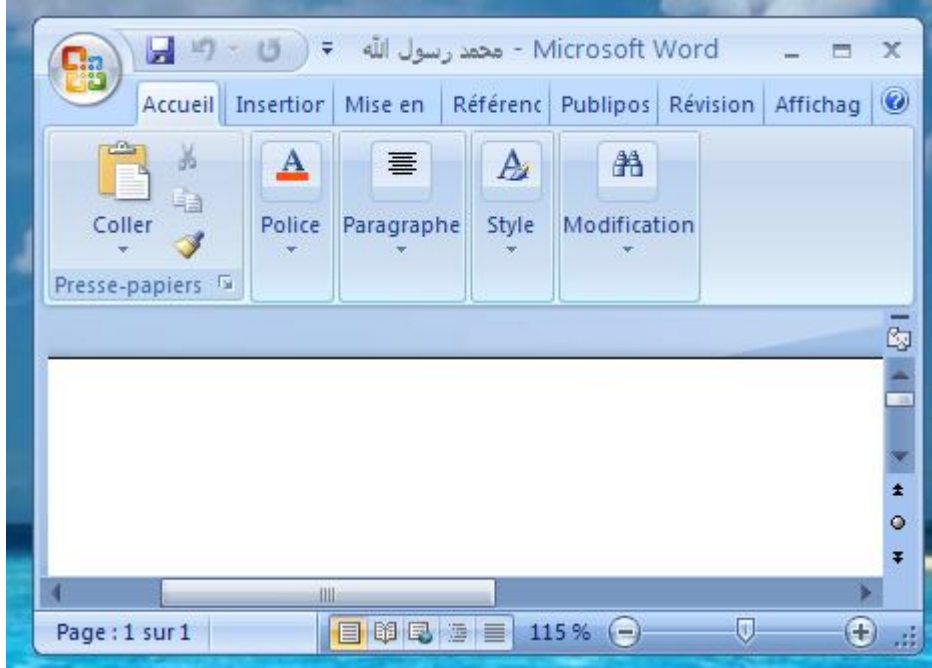 محمد رسول الله - Microsoft Word
Accueil Insertior Mise en Référenc Publipos Révision Affichag
Coller Police Paragraphe Style Modification
Presse-papiers
Page : 1 sur 1 115 %